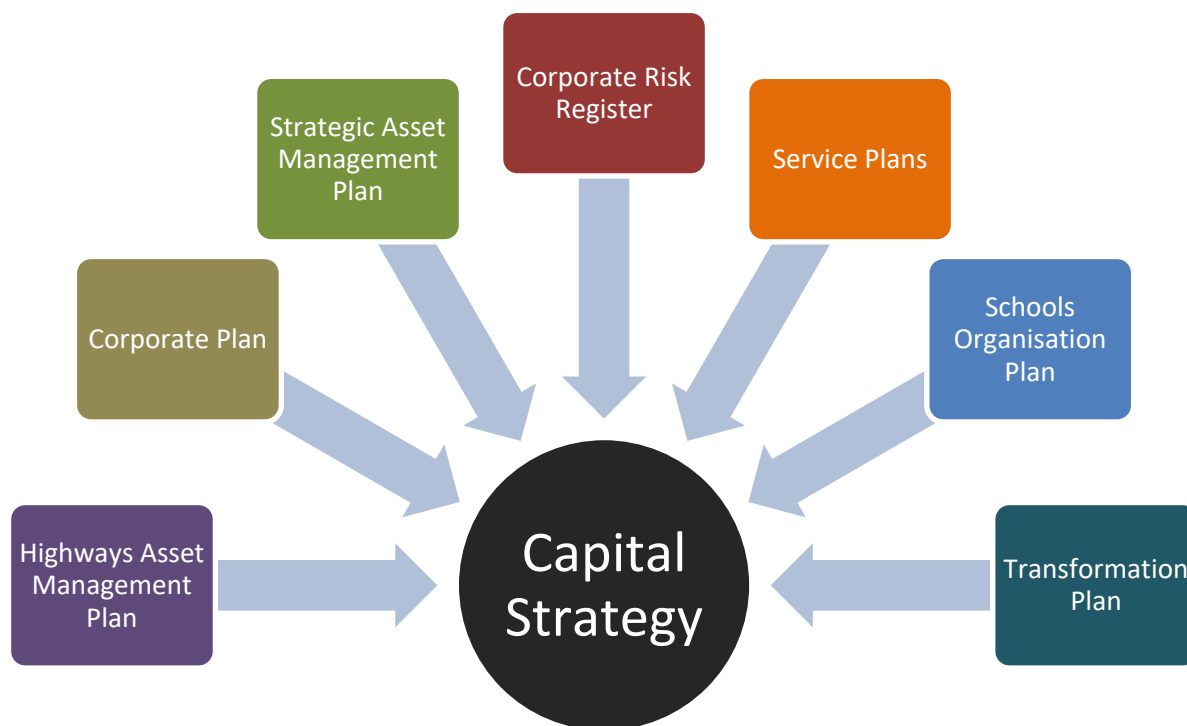 Corporate Risk
Register
Strategic Asset
Management
Plan
Service Plans
Corporate Plan
Schools
Organisation
Plan
Highways Asset
Management
Plan
Transformation
Plan
Capital
Strategy